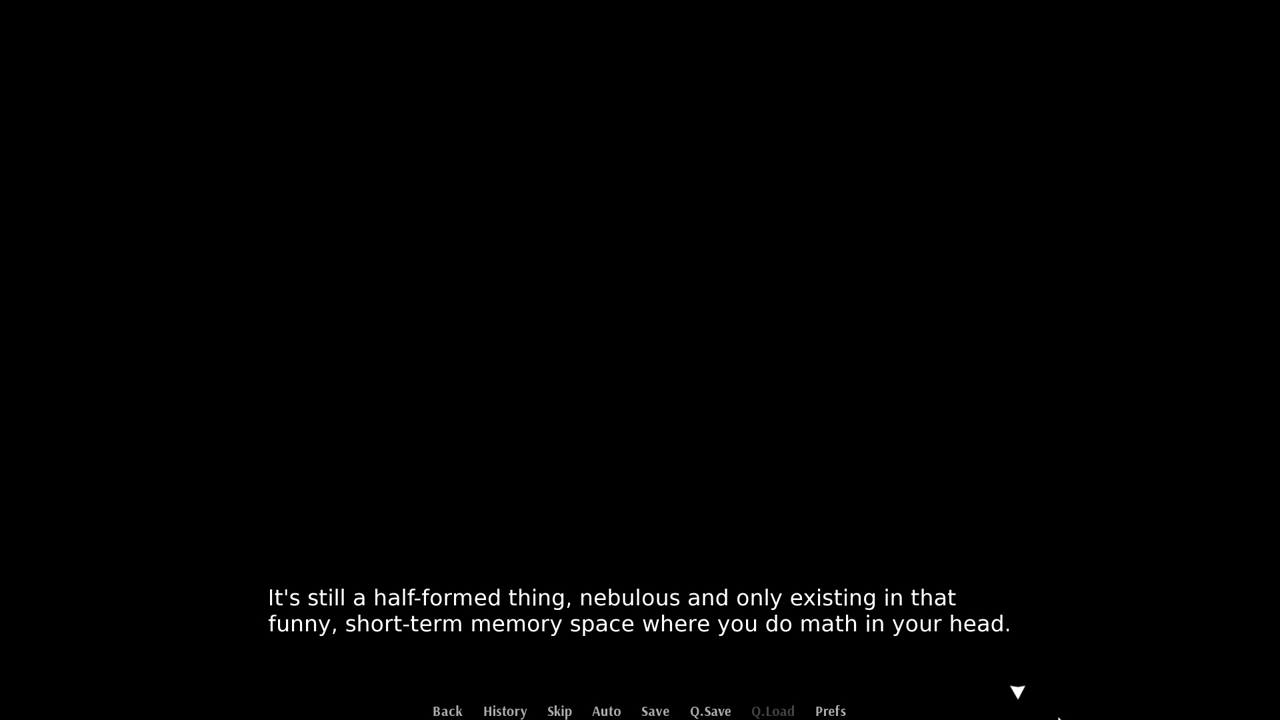 It's still a half-formed thing, nebulous and only existing in that
funny, short-term memory space where you do math in your head.
Back History Skip Auto Save Q.Save Q.Load Prefs